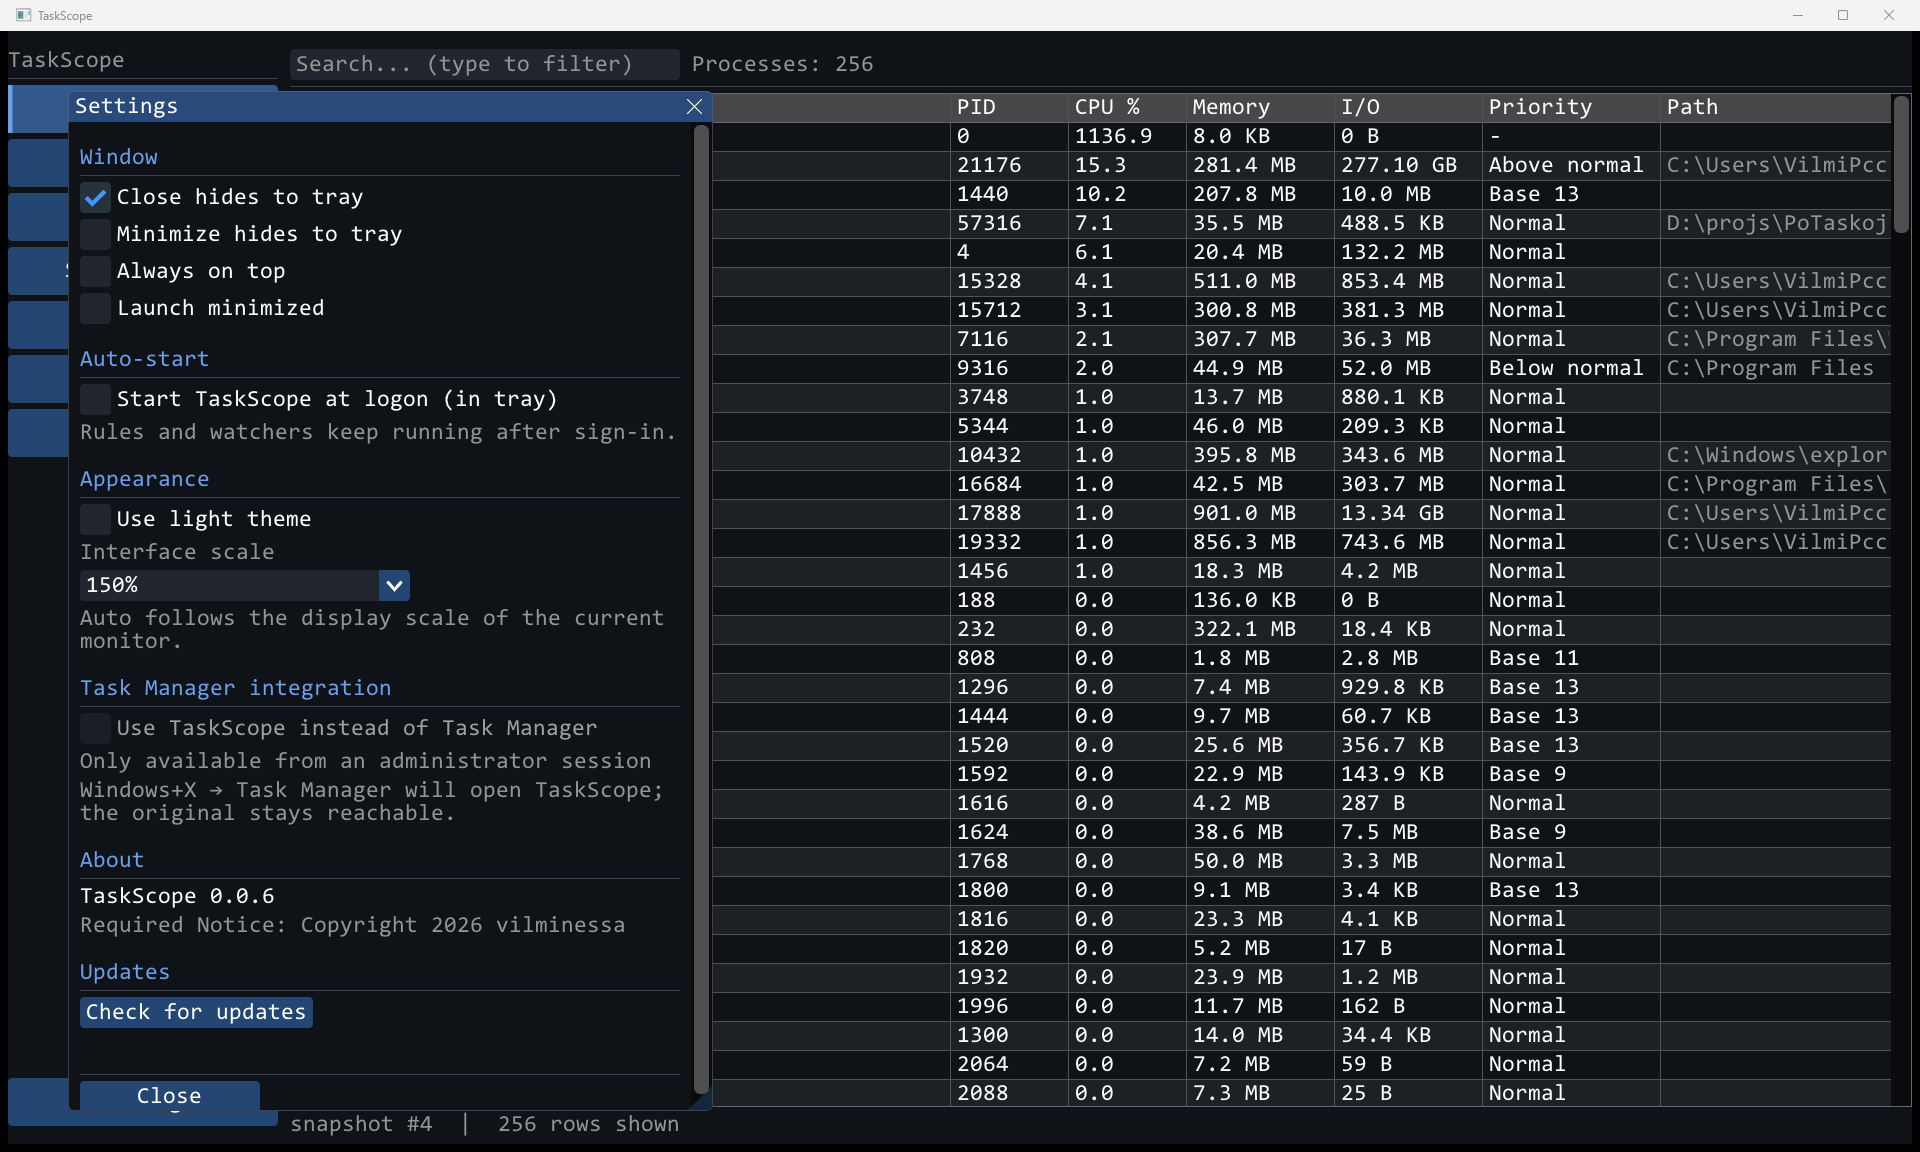 TaskScope
TaskScope
Search... (type to filter)
Processes: 256
Settings
Window
Close hides to tray
Minimize hides to tray
Always on top
Launch minimized
Auto-start
Start TaskScope at logon (in tray)
Rules and watchers keep running after sign-in.
Appearance
Use light theme
Interface scale
150%
Auto follows the display scale of the current
monitor.
Task Manager integration
Use TaskScope instead of Task Manager
Only available from an administrator session
Windows+X → Task Manager will open TaskScope;
the original stays reachable.
About
TaskScope 0.0.6
Required Notice: Copyright 2026 vilminessa
Updates
Check for updates
Close
PID CPU % Memory I/O Priority Path
0 1136.9 8.0 KB 0 B -
21176 15.3 281.4 MB 277.10 GB Above normal C:\Users\VilmiPcc
1440 10.2 207.8 MB 10.0 MB Base 13
57316 7.1 35.5 MB 488.5 KB Normal D:\projs\PoTaskoj
4 6.1 20.4 MB 132.2 MB Normal
15328 4.1 511.0 MB 853.4 MB Normal C:\Users\VilmiPcc
15712 3.1 300.8 MB 381.3 MB Normal C:\Users\VilmiPcc
7116 2.1 307.7 MB 36.3 MB Normal C:\Program Files\
9316 2.0 44.9 MB 52.0 MB Below normal C:\Program Files
3748 1.0 13.7 MB 880.1 KB Normal
5344 1.0 46.0 MB 209.3 KB Normal
10432 1.0 395.8 MB 343.6 MB Normal C:\Windows\explor
16684 1.0 42.5 MB 303.7 MB Normal C:\Program Files\
17888 1.0 901.0 MB 13.34 GB Normal C:\Users\VilmiPcc
19332 1.0 856.3 MB 743.6 MB Normal C:\Users\VilmiPcc
1456 1.0 18.3 MB 4.2 MB Normal
188 0.0 136.0 KB 0 B Normal
232 0.0 322.1 MB 18.4 KB Normal
808 0.0 1.8 MB 2.8 MB Base 11
1296 0.0 7.4 MB 929.8 KB Base 13
1444 0.0 9.7 MB 60.7 KB Base 13
1520 0.0 25.6 MB 356.7 KB Base 13
1592 0.0 22.9 MB 143.9 KB Base 9
1616 0.0 4.2 MB 287 B Normal
1624 0.0 38.6 MB 7.5 MB Base 9
1768 0.0 50.0 MB 3.3 MB Normal
1800 0.0 9.1 MB 3.4 KB Base 13
1816 0.0 23.3 MB 4.1 KB Normal
1820 0.0 5.2 MB 17 B Normal
1932 0.0 23.9 MB 1.2 MB Normal
1996 0.0 11.7 MB 162 B Normal
1300 0.0 14.0 MB 34.4 KB Normal
2064 0.0 7.2 MB 59 B Normal
2088 0.0 7.3 MB 25 B Normal
snapshot #4 | 256 rows shown